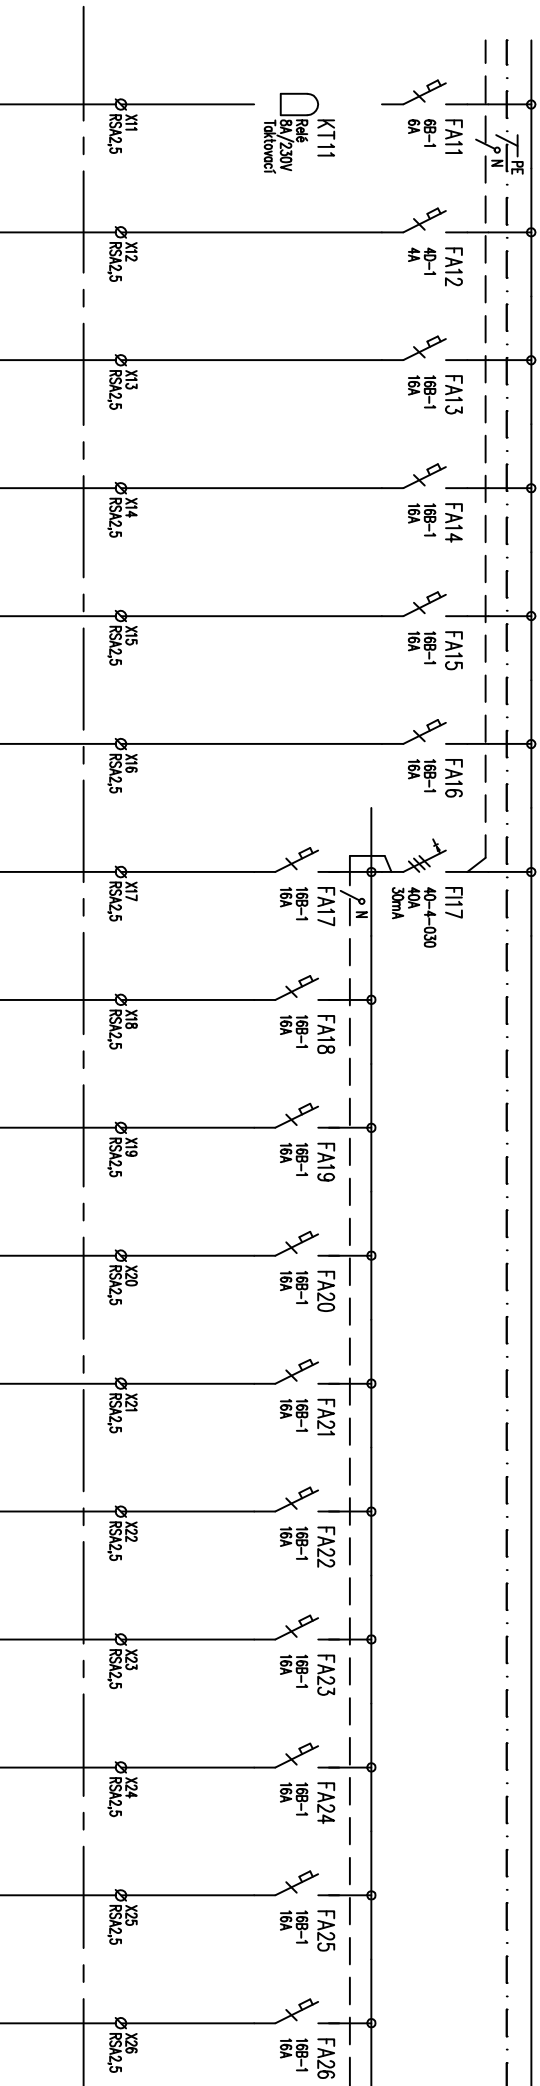 PE
N
FA11
6B-1
6A
KT11
Relé
8A/230V
Taktovací
X11
RSA2,5
FA12
4D-1
4A
X12
RSA2,5
FA13
16B-1
16A
X13
RSA2,5
FA14
16B-1
16A
X14
RSA2,5
FA15
16B-1
16A
X15
RSA2,5
FA16
16B-1
16A
X16
RSA2,5
FI17
40-4-030
40A
30mA
N
FA17
16B-1
16A
X17
RSA2,5
FA18
16B-1
16A
X18
RSA2,5
FA19
16B-1
16A
X19
RSA2,5
FA20
16B-1
16A
X20
RSA2,5
FA21
16B-1
16A
X21
RSA2,5
FA22
16B-1
16A
X22
RSA2,5
FA23
16B-1
16A
X23
RSA2,5
FA24
16B-1
16A
X24
RSA2,5
FA25
16B-1
16A
X25
RSA2,5
FA26
16B-1
16A
X26
RSA2,5